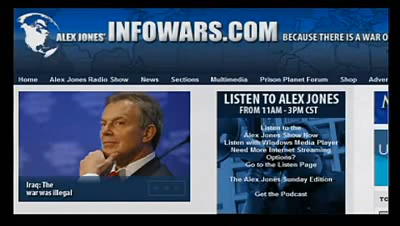 ALEX JONES' INFOWARS.COM BECAUSE THERE IS A WAR O
Home Alex Jones Radio Show News Sections Multimedia Prison Planet Forum Shop Adver
LISTEN TO ALEX JONES
FROM 11AM - 3PM CST
Listen to the
Alex Jones Show Now
Listen with Windows Media Player
Need More Internet Streaming
Options?
Go to the Listen Page
The Alex Jones Sunday Edition
Get the Podcast
Iraq: The
war was illegal